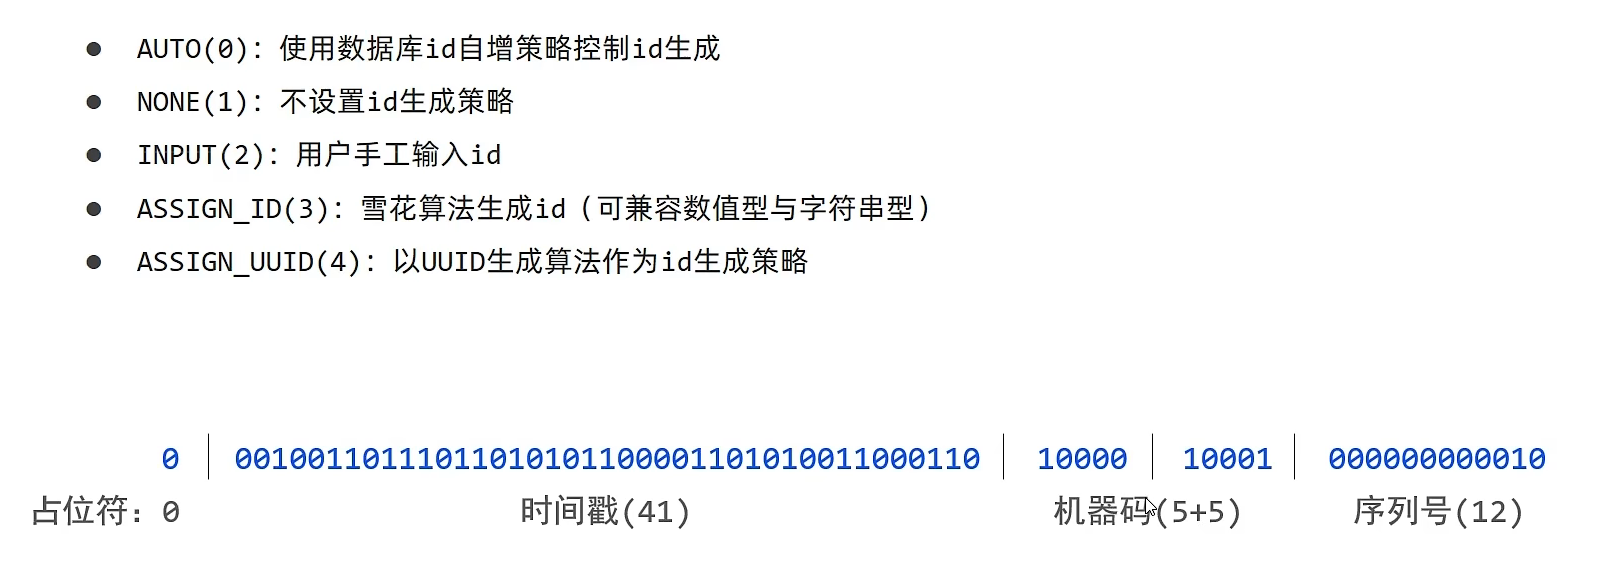 ● AUTO(0)：使用数据库id自增策略控制id生成
● NONE(1)：不设置id生成策略
● INPUT(2)：用户手工输入id
● ASSIGN_ID(3)：雪花算法生成id（可兼容数值型与字符串型）
● ASSIGN_UUID(4)：以UUID生成算法作为id生成策略
0 | 00100110111011010101100001101010011000110 | 10000 | 10001 | 000000000010
占位符：0 时间戳(41) 机器码(5+5) 序列号(12)